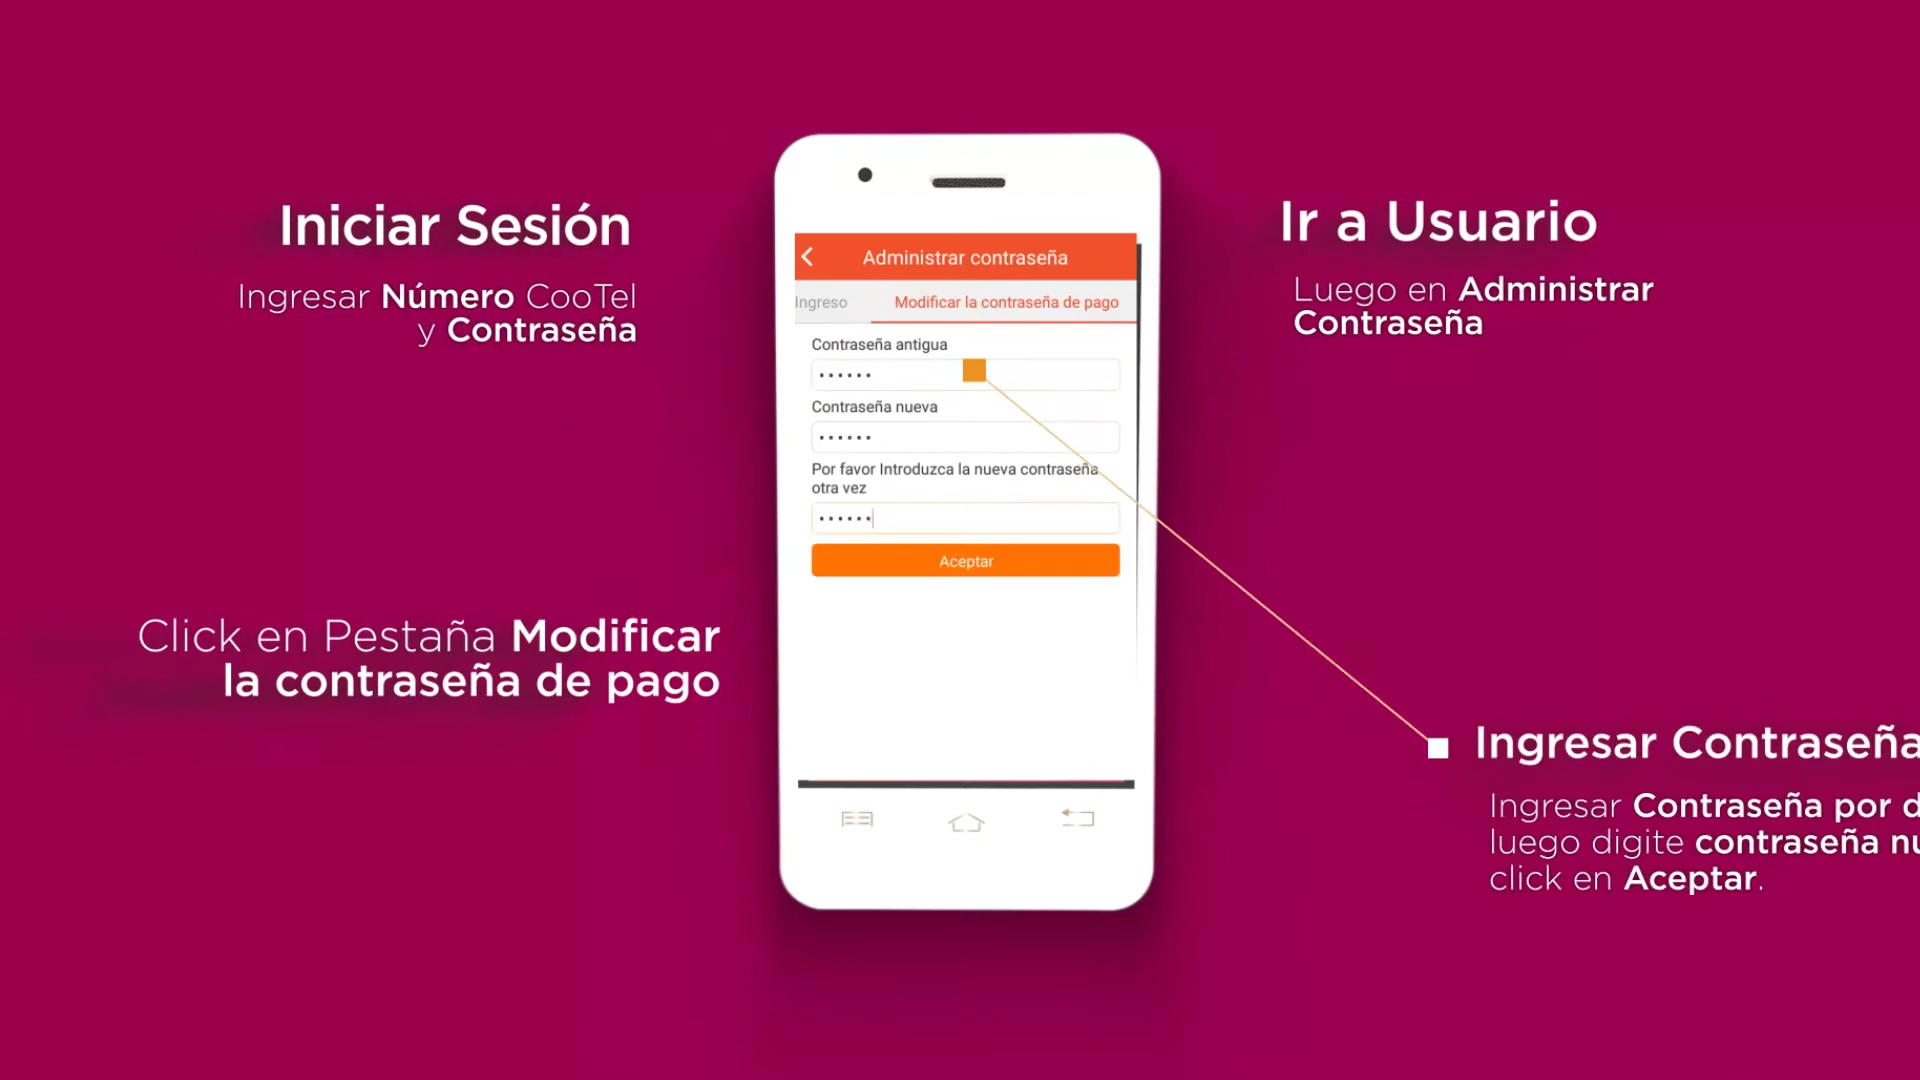 Iniciar Sesión
Ingresar Número CooTel
y Contraseña
Ir a Usuario
Luego en Administrar
Contraseña
Administrar contraseña
Ingreso
Modificar la contraseña de pago
Contraseña antigua
Contraseña nueva
Por favor Introduzca la nueva contraseña
otra vez
Aceptar
Click en Pestaña Modificar
la contraseña de pago
Ingresar Contraseña
Ingresar Contraseña por
luego digite contraseña
click en Aceptar.